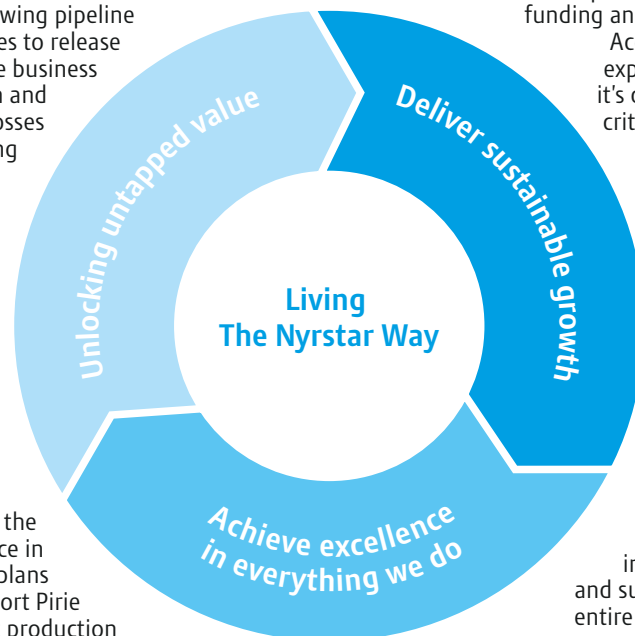 wing pipeline
es to release
e business
and
osses
ng
funding an
Ac
exp
it's
crit
Unlocking untapped value
Deliver sustainable growth
Living
The Nyrstar Way
Achieve excellence
in everything we do
the
ce in
plans
ort Pirie
production
in
and su
entire